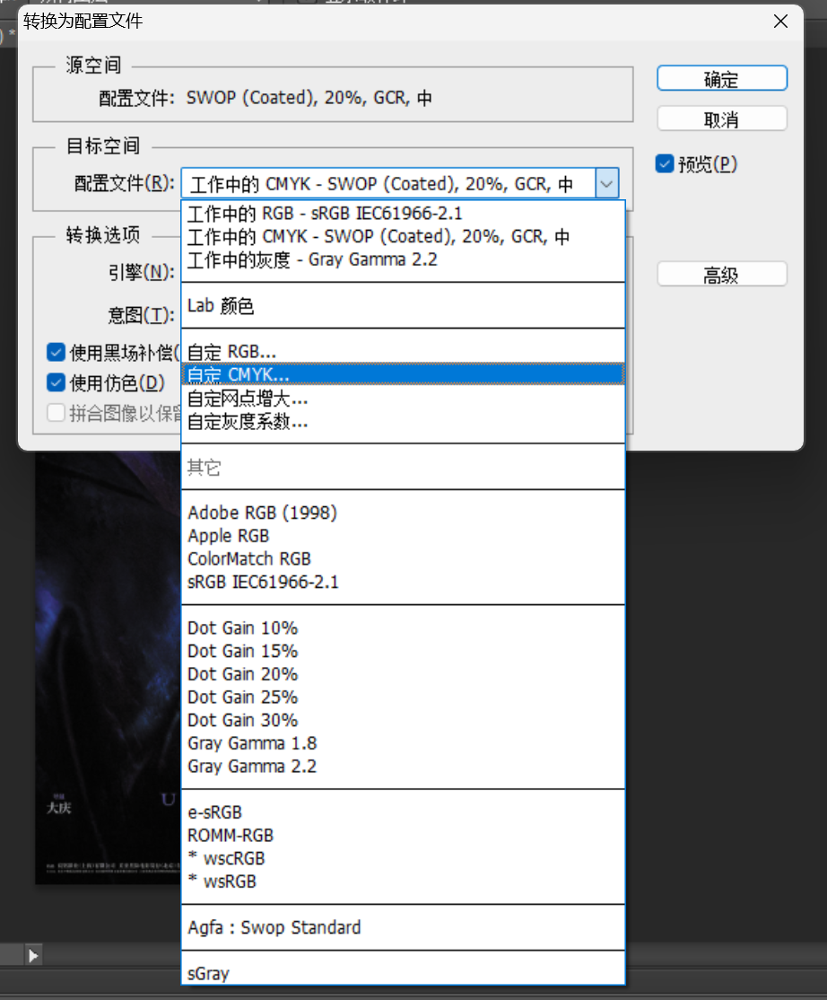 转换为配置文件
源空间
配置文件: SWOP (Coated), 20%, GCR, 中
确定
取消
预览(P)
目标空间
配置文件(R): 工作中的 CMYK - SWOP (Coated), 20%, GCR, 中
工作中的 RGB - sRGB IEC61966-2.1
工作中的 CMYK - SWOP (Coated), 20%, GCR, 中
工作中的灰度 - Gray Gamma 2.2
转换选项
引擎(N):
高级
意图(T):
Lab 颜色
使用黑场补偿(
自定 RGB...
自定 CMYK...
使用仿色(D)
自定网点增大...
拼合图像以保留
自定灰度系数...
其它
Adobe RGB (1998)
Apple RGB
ColorMatch RGB
sRGB IEC61966-2.1
Dot Gain 10%
Dot Gain 15%
Dot Gain 20%
Dot Gain 25%
Dot Gain 30%
Gray Gamma 1.8
Gray Gamma 2.2
大庆
U
e-sRGB
ROMM-RGB
* wscRGB
* wsRGB
Agfa : Swop Standard
sGray